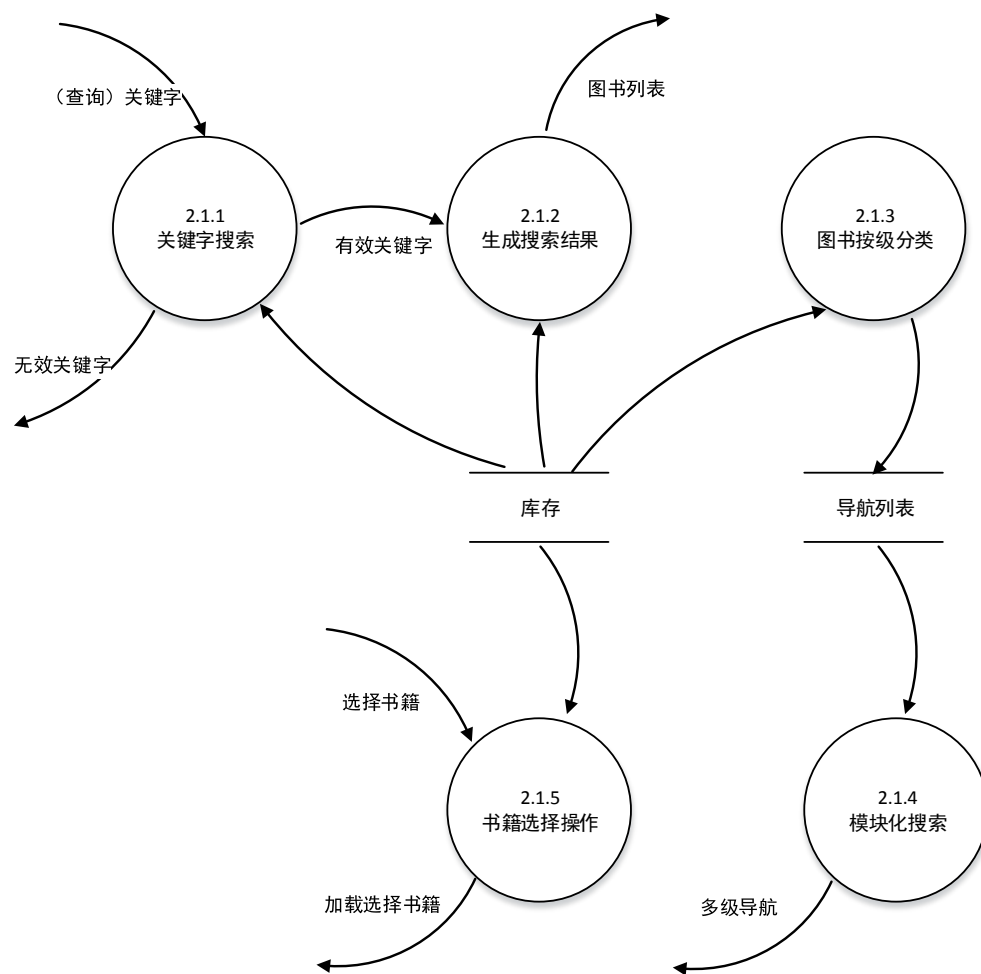 （查询）关键字
图书列表
2.1.1
关键字搜索
有效关键字
2.1.2
生成搜索结果
2.1.3
图书按级分类
无效关键字
库存
导航列表
选择书籍
2.1.5
书籍选择操作
2.1.4
模块化搜索
加载选择书籍
多级导航